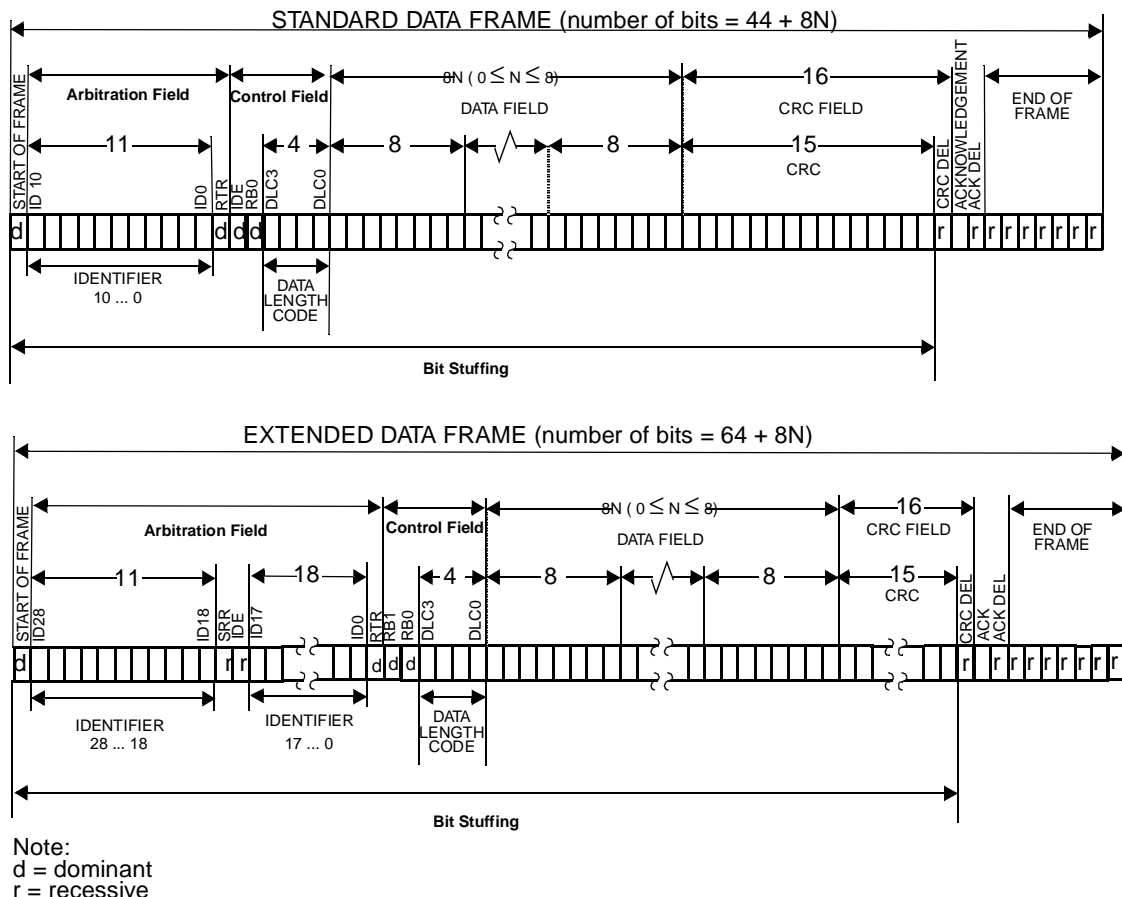 STANDARD DATA FRAME (number of bits = 44 + 8N)
8N ( 0 ≤ N ≤ 8)
16
Arbitration Field
Control Field
DATA FIELD
CRC FIELD
END OF
FRAME
11
4
8
8
15
CRC
START OF FRAME
ID 10
ID0
RTR
IDE
RB0
DLC3
DLC0
CRC DEL
ACKNOWLEDGEMENT
ACK DEL
d d d d r r r r r r r r r
IDENTIFIER
10 ... 0
DATA
LENGTH
CODE
Bit Stuffing
EXTENDED DATA FRAME (number of bits = 64 + 8N)
8N ( 0 ≤ N ≤ 8)
16
Arbitration Field
Control Field
DATA FIELD
CRC FIELD
END OF
FRAME
11
18
4
8
8
15
CRC
START OF FRAME
ID28
ID18
SRR
IDE
ID17
ID0
RTR
RB1
RB0
DLC3
DLC0
CRC DEL
ACK
ACK DEL
d r r d d d r r r r r r r r r
IDENTIFIER
28 ... 18
IDENTIFIER
17 ... 0
DATA
LENGTH
CODE
Bit Stuffing
Note:
d = dominant
r = recessive